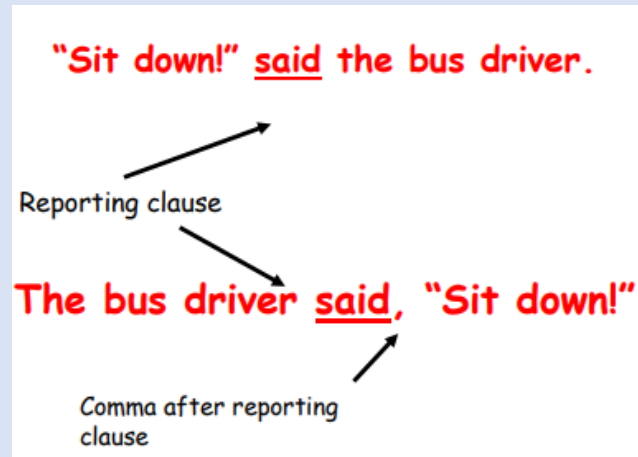 “Sit down!” said the bus driver.
Reporting clause
The bus driver said, “Sit down!”
Comma after reporting
clause